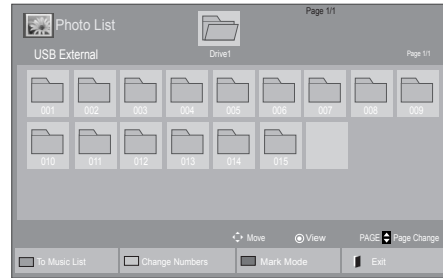 Page 1/1
Photo List
USB External
Drive1
Page 1/1
001 002 003 004 005 006 007 008 009
010 011 012 013 014 015
Move View PAGE Page Change
To Music List Change Numbers Mark Mode Exit